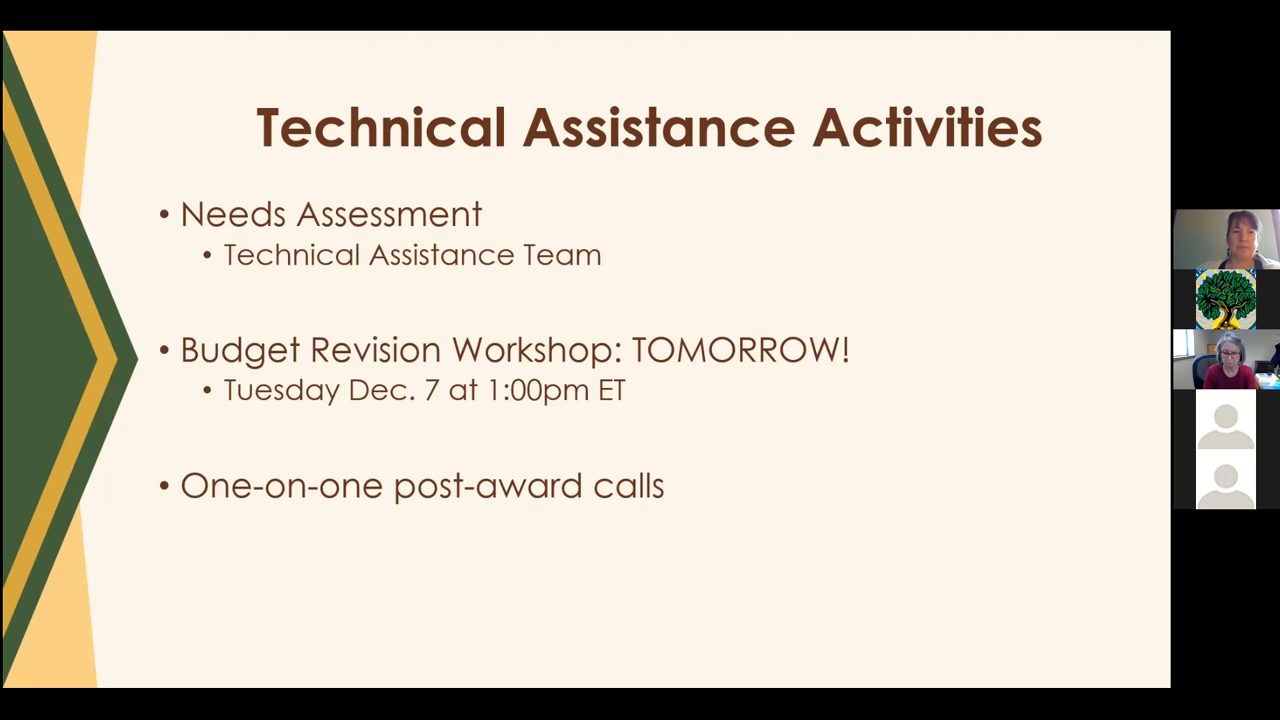 Technical Assistance Activities
• Needs Assessment
• Technical Assistance Team
• Budget Revision Workshop: TOMORROW!
• Tuesday Dec. 7 at 1:00pm ET
• One-on-one post-award calls